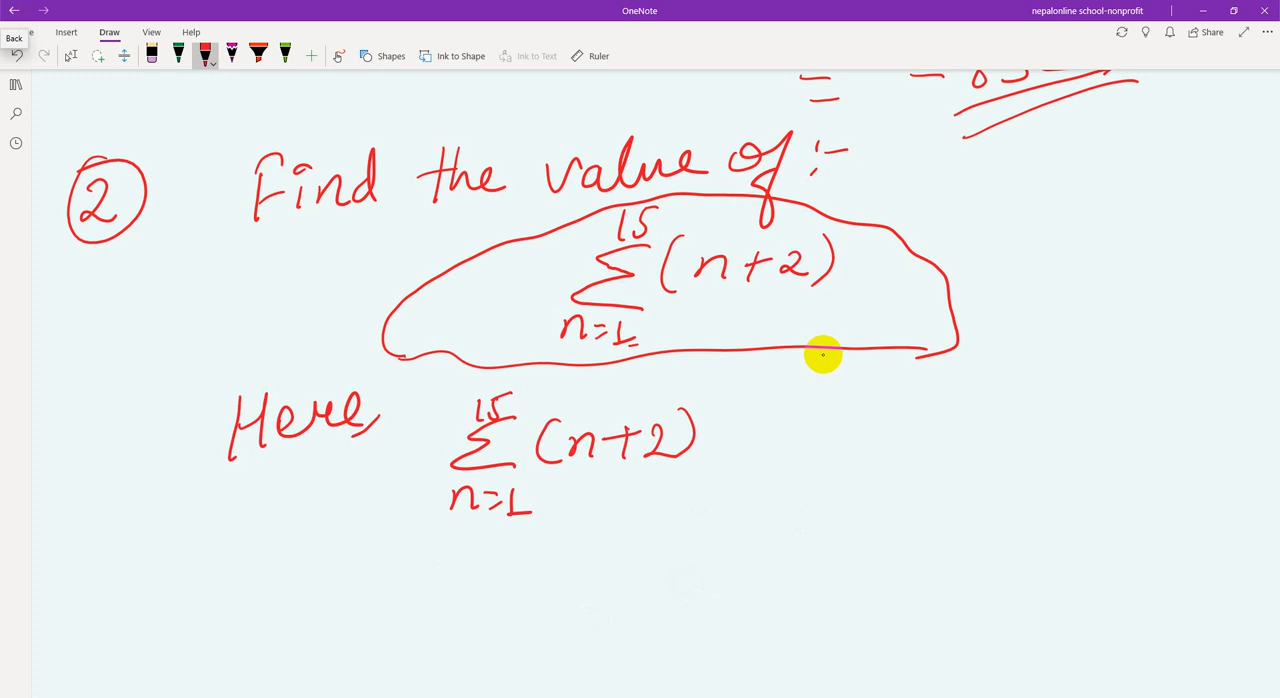 OneNote
nepalonline school-nonprofit
Insert Draw View Help
Back
Shapes Ink to Shape Ink to Text Ruler
Share
② Find the value of :-
15
Σ (n+2)
n=1
Here, 15
Σ (n+2)
n=1